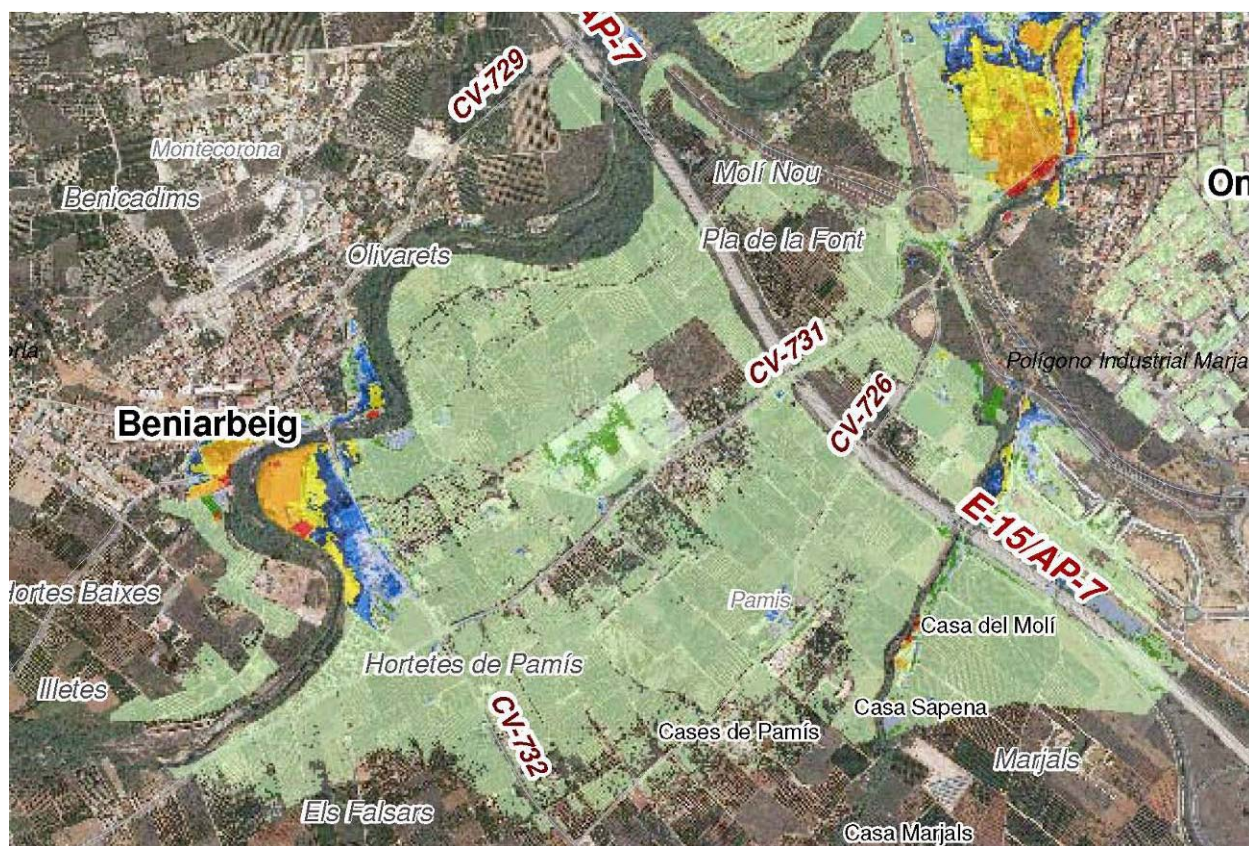 AP-7
CV-729
Montecorona
Benicadims
Molí Nou
On
Olivarets
Pla de la Font
CV-731
Polígono Industrial Marja
CV-726
Beniarbeig
E-15/AP-7
Hortes Baixes
Pamis
Casa del Molí
Hortetes de Pamís
Illetes
Casa Sapena
CV-732
Cases de Pamís
Marjals
Els Falsars
Casa Marjals